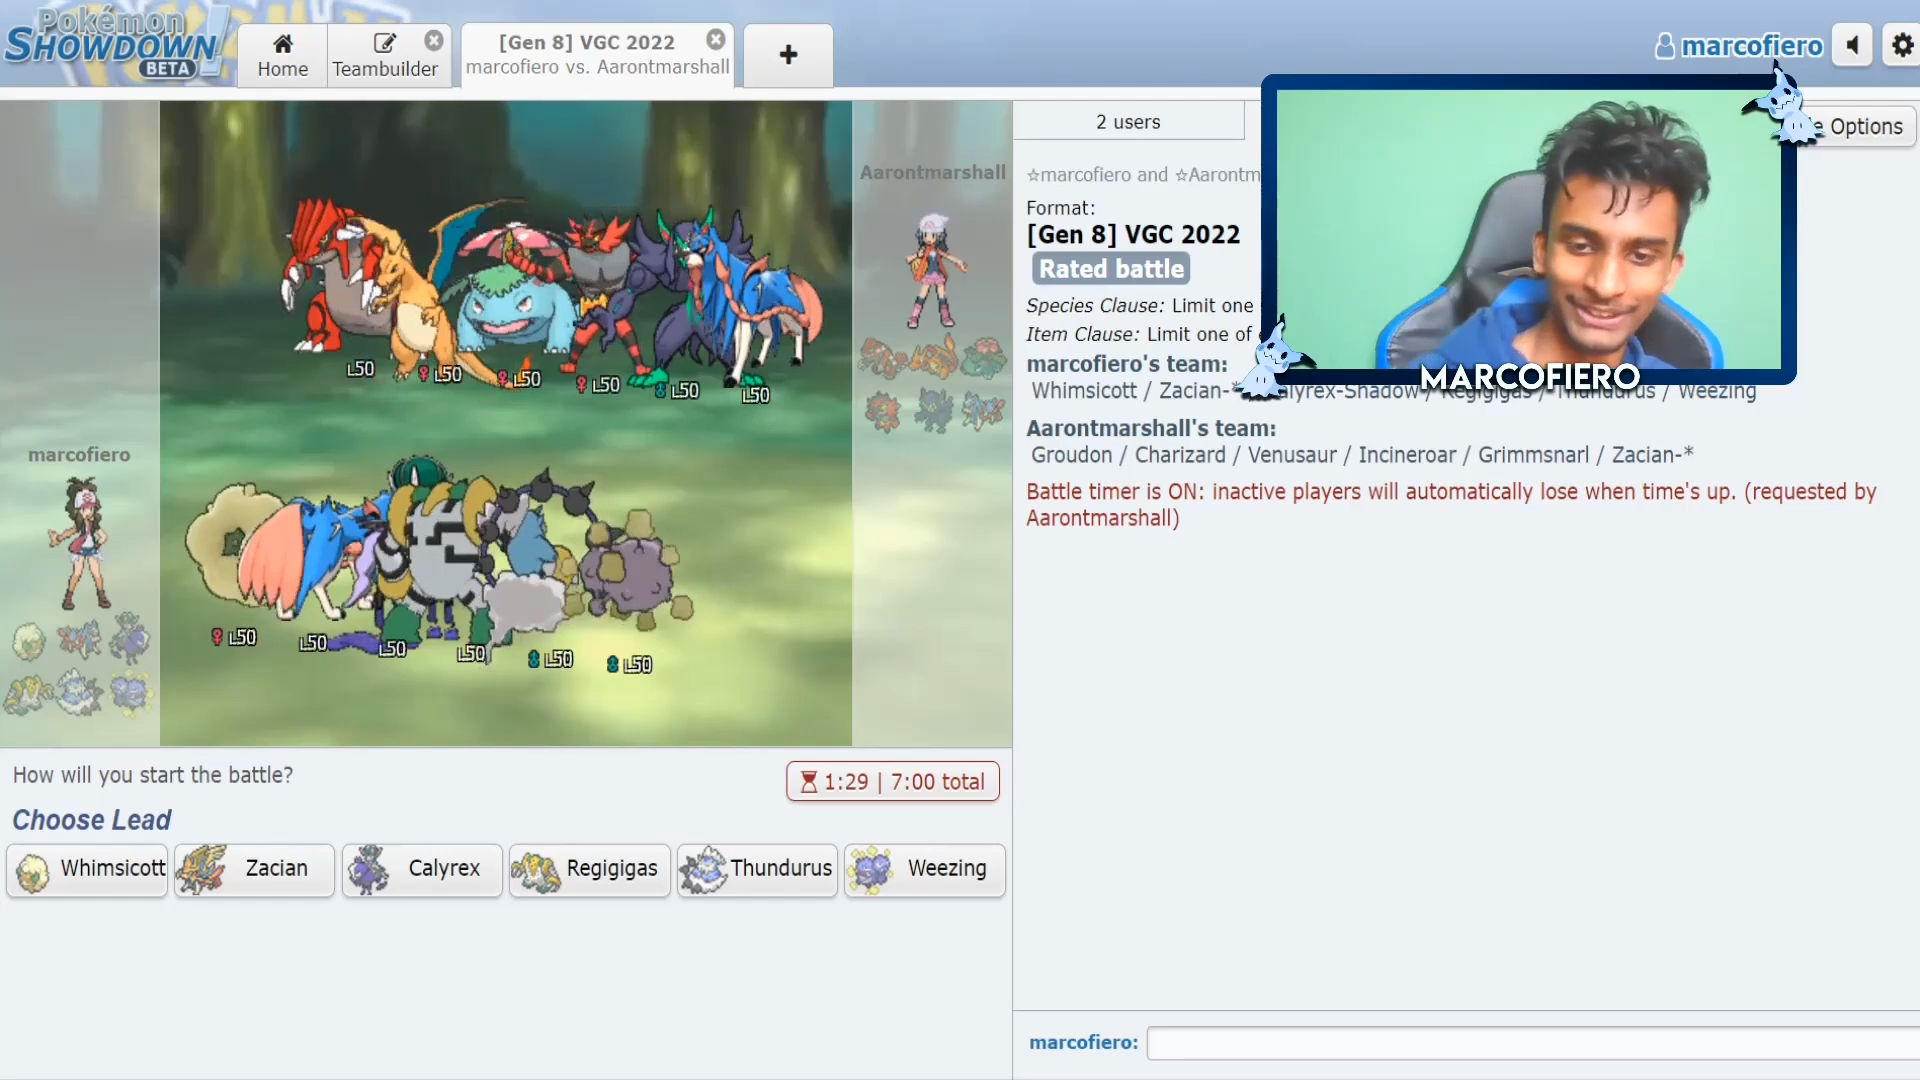 Pokémon
SHOWDOWN!
BETA
Home
Teambuilder
[Gen 8] VGC 2022
marcofiero vs. Aarontmarshall
+
marcofiero
Aarontmarshall
L50
L50
L50
L50
L50
L50
marcofiero
L50
L50
L50
L50
L50
L50
2 users
Options
☆marcofiero and ☆Aarontm
Format:
[Gen 8] VGC 2022
Rated battle
Species Clause: Limit one
Item Clause: Limit one of
marcofiero's team:
Whimsicott / Zacian-* / Calyrex-Shadow / Regigigas / Thundurus / Weezing
MARCOFIERO
Aarontmarshall's team:
Groudon / Charizard / Venusaur / Incineroar / Grimmsnarl / Zacian-*
Battle timer is ON: inactive players will automatically lose when time's up. (requested by
Aarontmarshall)
How will you start the battle?
1:29 | 7:00 total
Choose Lead
Whimsicott
Zacian
Calyrex
Regigigas
Thundurus
Weezing
marcofiero: